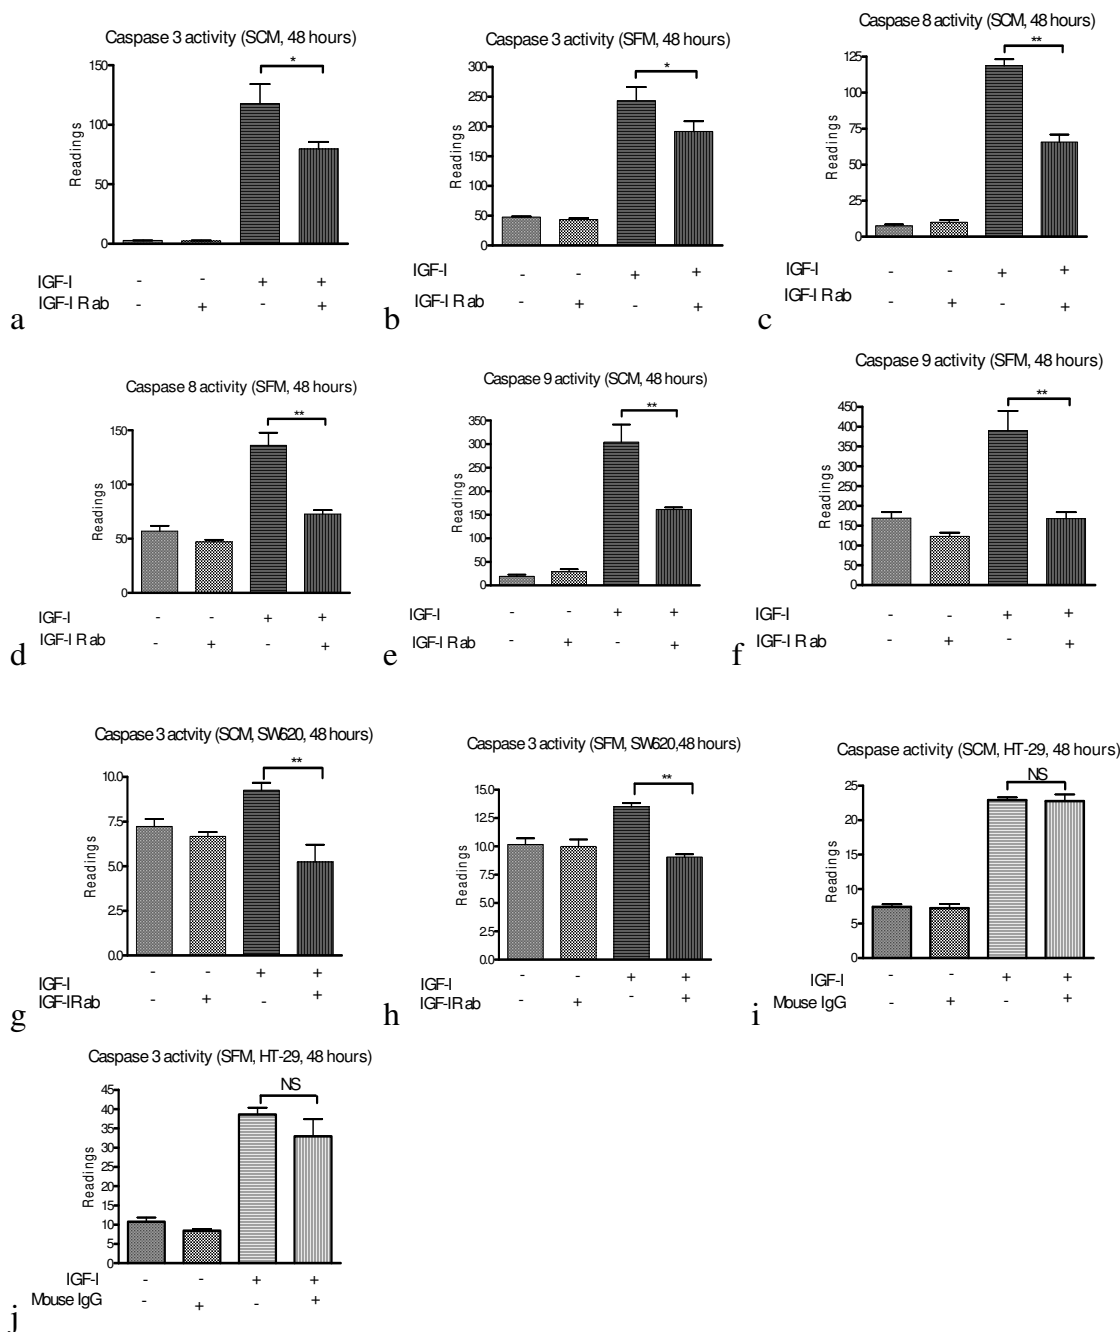 Caspase 3 activity (SCM, 48 hours)
150
100
50
0
Readings
*
IGF-I - - + +
IGF-I R ab - + - +
a
Caspase 3 activity (SFM, 48 hours)
300
250
200
150
100
50
0
Readings
*
IGF-I - - + +
IGF-I R ab - + - +
b
Caspase 8 activity (SCM, 48 hours)
125
100
75
50
25
0
Readings
**
IGF-I - - + +
IGF-I R ab - + - +
c
Caspase 8 activity (SFM, 48 hours)
150
100
50
0
Readings
**
IGF-I - - + +
IGF-I R ab - + - +
d
Caspase 9 activity (SCM, 48 hours)
350
300
250
200
150
100
50
0
Readings
**
IGF-I - - + +
IGF-I R ab - + - +
e
Caspase 9 activity (SFM, 48 hours)
450
400
350
300
250
200
150
100
50
0
Readings
**
IGF-I - - + +
IGF-I R ab - + - +
f
Caspase 3 actvity (SCM, SW620, 48 hours)
10.0
7.5
5.0
2.5
0.0
Readings
**
IGF-I - - + +
IGF-IR ab - + - +
g
Caspase 3 actvity (SFM, SW620,48 hours)
15.0
12.5
10.0
7.5
5.0
2.5
0.0
Readings
**
IGF-I - - + +
IGF-IR ab - + - +
h
Caspase activity (SCM, HT-29, 48 hours)
25
20
15
10
5
0
Readings
NS
IGF-I - - + +
Mouse IgG - + - +
i
Caspase 3 activity (SFM, HT-29, 48 hours)
45
40
35
30
25
20
15
10
5
0
Readings
NS
IGF-I - - + +
Mouse IgG - + - +
j